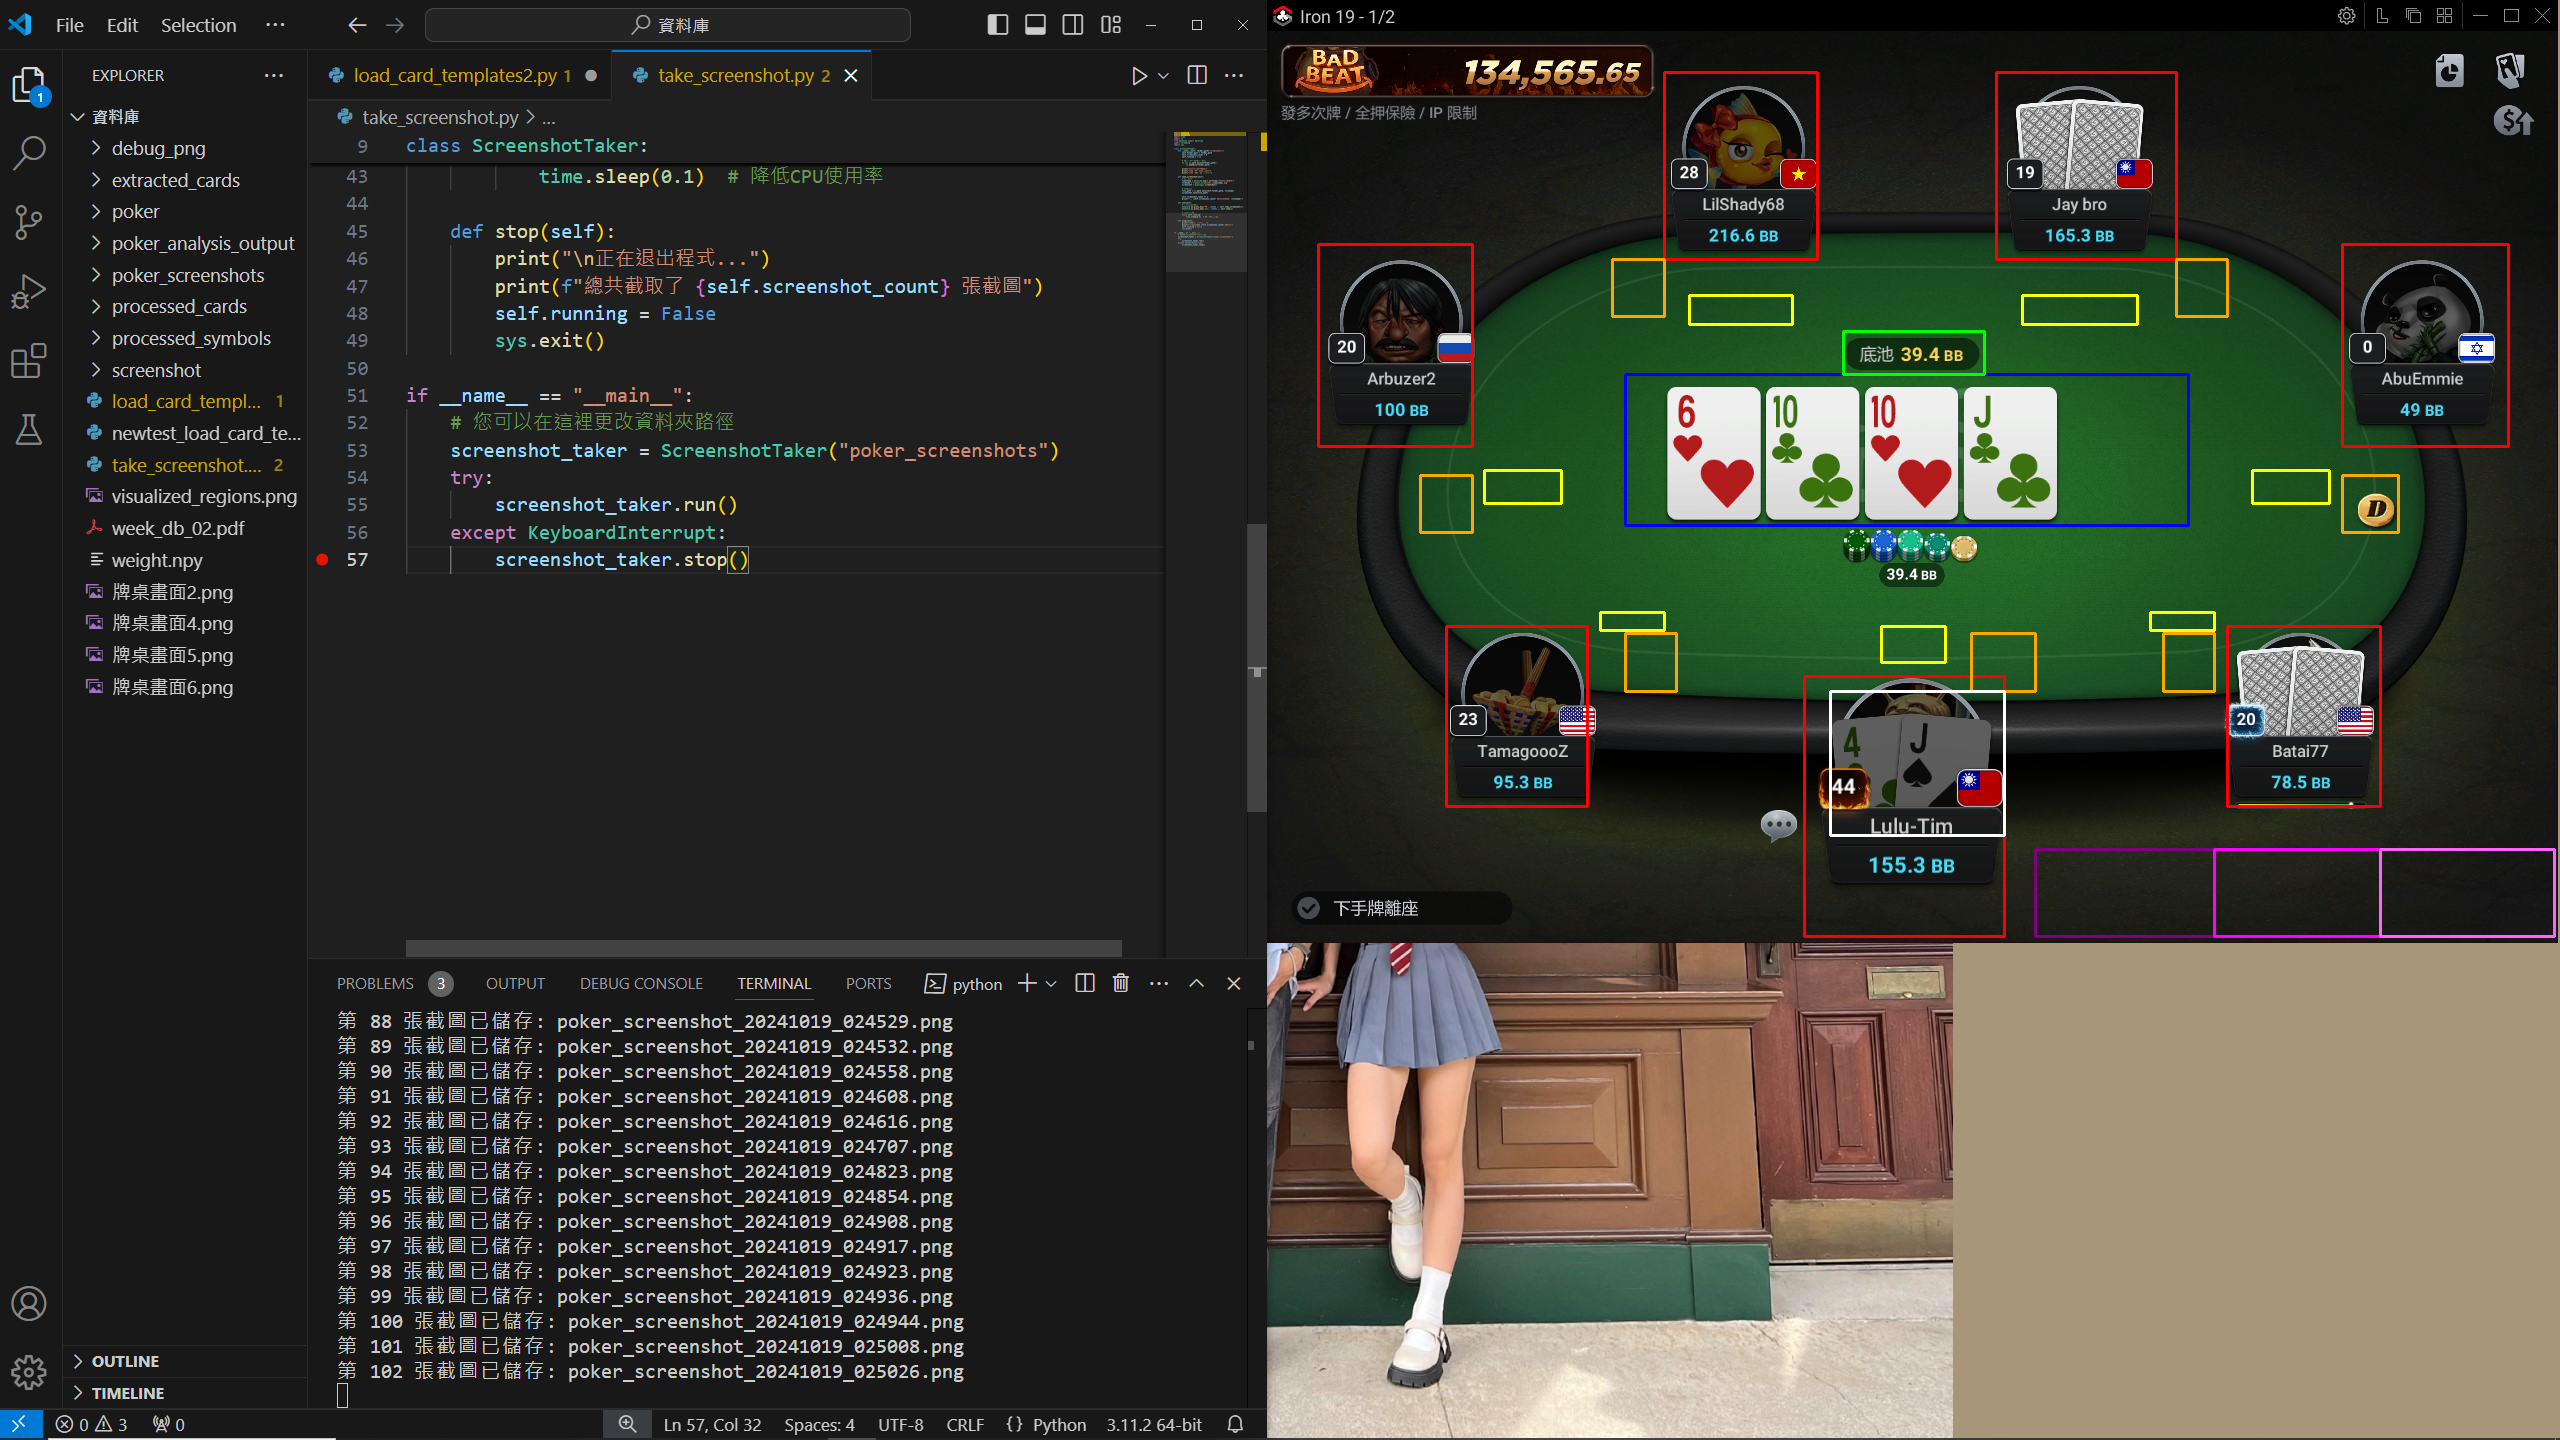 File Edit Selection ··· 資料庫
EXPLORER ···
資料庫
debug_png
extracted_cards
poker
poker_analysis_output
poker_screenshots
processed_cards
processed_symbols
screenshot
load_card_templ... 1
newtest_load_card_te...
take_screenshot.... 2
visualized_regions.png
week_db_02.pdf
weight.npy
牌桌畫面2.png
牌桌畫面4.png
牌桌畫面5.png
牌桌畫面6.png
OUTLINE
TIMELINE
1
load_card_templates2.py 1 take_screenshot.py 2
take_screenshot.py > ...
9 class ScreenshotTaker:
43 time.sleep(0.1) # 降低CPU使用率
44
45 def stop(self):
46 print("\n正在退出程式...")
47 print(f"總共截取了 {self.screenshot_count} 張截圖")
48 self.running = False
49 sys.exit()
50
51 if __name__ == "__main__":
52 # 您可以在這裡更改資料夾路徑
53 screenshot_taker = ScreenshotTaker("poker_screenshots")
54 try:
55 screenshot_taker.run()
56 except KeyboardInterrupt:
57 screenshot_taker.stop()
PROBLEMS 3 OUTPUT DEBUG CONSOLE TERMINAL PORTS python
第 88 張截圖已儲存: poker_screenshot_20241019_024529.png
第 89 張截圖已儲存: poker_screenshot_20241019_024532.png
第 90 張截圖已儲存: poker_screenshot_20241019_024558.png
第 91 張截圖已儲存: poker_screenshot_20241019_024608.png
第 92 張截圖已儲存: poker_screenshot_20241019_024616.png
第 93 張截圖已儲存: poker_screenshot_20241019_024707.png
第 94 張截圖已儲存: poker_screenshot_20241019_024823.png
第 95 張截圖已儲存: poker_screenshot_20241019_024854.png
第 96 張截圖已儲存: poker_screenshot_20241019_024908.png
第 97 張截圖已儲存: poker_screenshot_20241019_024917.png
第 98 張截圖已儲存: poker_screenshot_20241019_024923.png
第 99 張截圖已儲存: poker_screenshot_20241019_024936.png
第 100 張截圖已儲存: poker_screenshot_20241019_024944.png
第 101 張截圖已儲存: poker_screenshot_20241019_025008.png
第 102 張截圖已儲存: poker_screenshot_20241019_025026.png
0 3 0 Ln 57, Col 32 Spaces: 4 UTF-8 CRLF {} Python 3.11.2 64-bit
Iron 19 - 1/2
BAD BEAT 134,565.65
發多次牌 / 全押保險 / IP 限制
28
LilShady68
216.6 BB
19
Jay bro
165.3 BB
20
Arbuzer2
100 BB
0
AbuEmmie
49 BB
底池 39.4 BB
6 10 10 J
D
39.4 BB
23
TamagoooZ
95.3 BB
4 J
44
Lulu-Tim
155.3 BB
20
Batai77
78.5 BB
下手牌離座